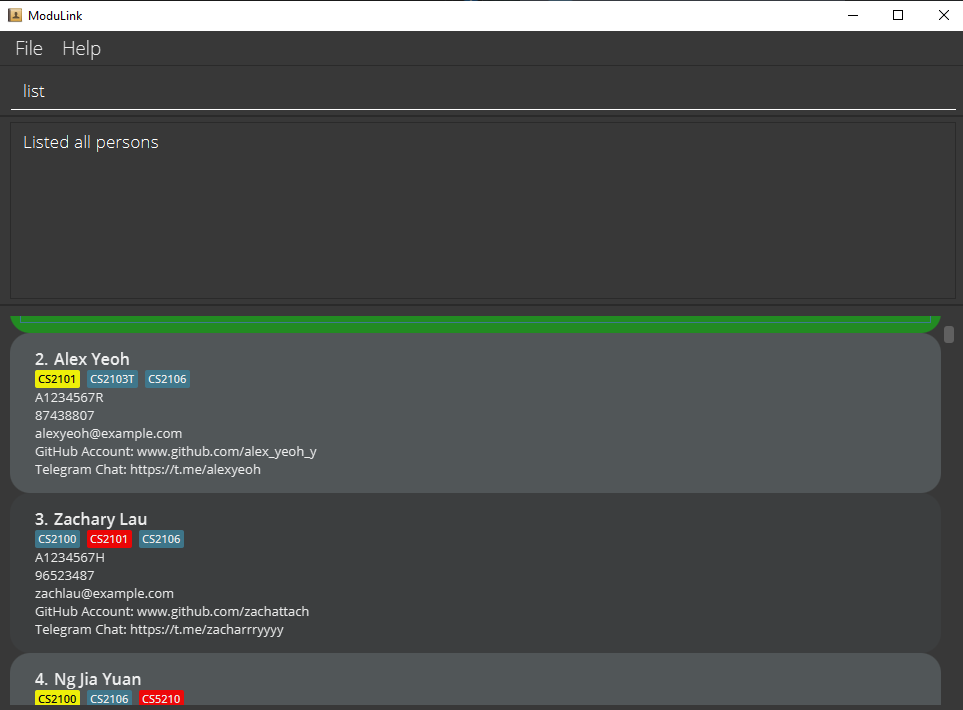 ModuLink
File Help
list
Listed all persons
2. Alex Yeoh
CS2101 CS2103T CS2106
A1234567R
87438807
alexyeoh@example.com
GitHub Account: www.github.com/alex_yeoh_y
Telegram Chat: https://t.me/alexyeoh
3. Zachary Lau
CS2100 CS2101 CS2106
A1234567H
96523487
zachlau@example.com
GitHub Account: www.github.com/zachattach
Telegram Chat: https://t.me/zacharrryyyy
4. Ng Jia Yuan
CS2100 CS2106 CS5210